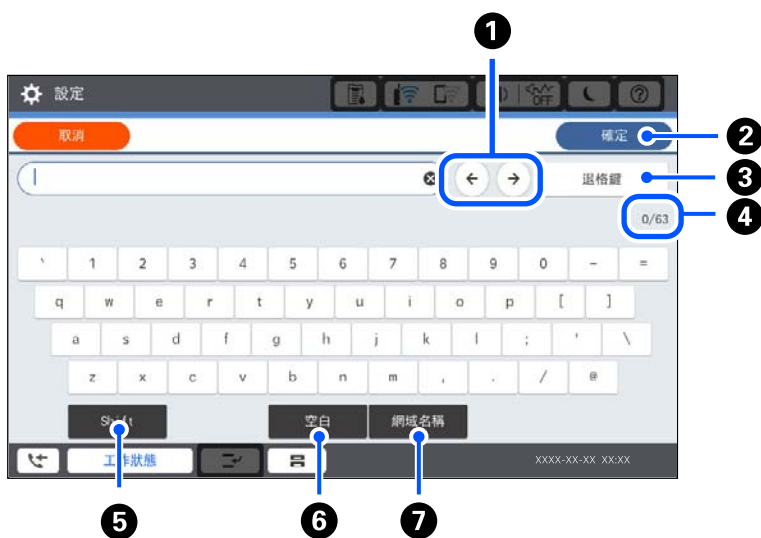 1
設定
OFF
取消
確定
2
退格鍵
3
0/63
4
` 1 2 3 4 5 6 7 8 9 0 - =
q w e r t y u i o p [ ]
a s d f g h j k l ; ' \
z x c v b n m , . / @
Shift 空白 網域名稱
工作狀態 XXXX-XX-XX XX:XX
5 6 7